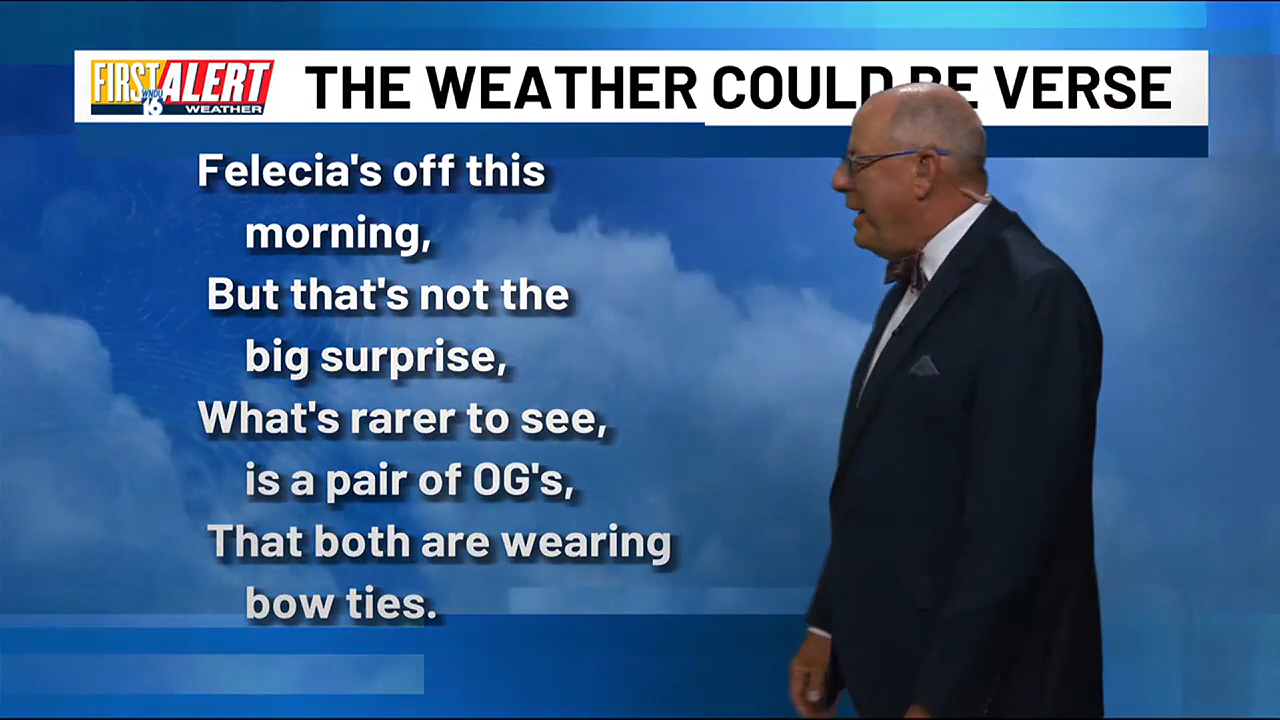 FIRST ALERT
WNDU
16
WEATHER
THE WEATHER COULD BE VERSE
Felecia's off this
morning,
But that's not the
big surprise,
What's rarer to see,
is a pair of OG's,
That both are wearing
bow ties.